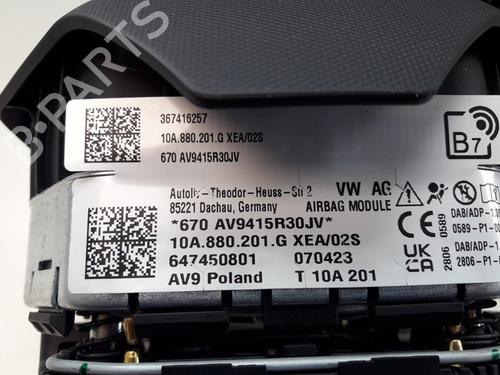 367416257
10A.880.201.G XEA/02S
670 AV9415R30JV
B7
Autoliv-Theodor-Heuss-Str 2
85221 Dachau, Germany
VW AG
AIRBAG MODULE
*670 AV9415R30JV*
10A.880.201.G XEA/02S
647450801 070423
AV9 Poland T 10A 201
UK
CA
0589
2806
DAB/ADP-
0589-P1-
DAB/ADP-
2806-P1-